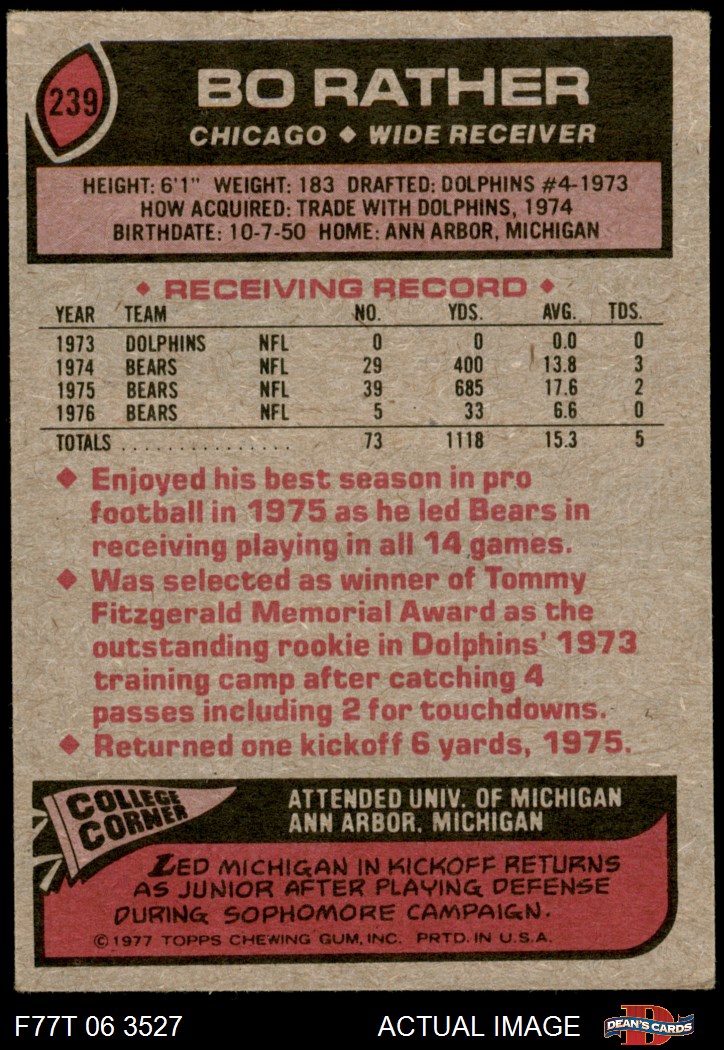 239
BO RATHER
CHICAGO ♦ WIDE RECEIVER
HEIGHT: 6'1" WEIGHT: 183 DRAFTED: DOLPHINS #4-1973
HOW ACQUIRED: TRADE WITH DOLPHINS, 1974
BIRTHDATE: 10-7-50 HOME: ANN ARBOR, MICHIGAN
♦ RECEIVING RECORD ♦
YEAR TEAM NO. YDS. AVG. TDS.
1973 DOLPHINS NFL 0 0 0.0 0
1974 BEARS NFL 29 400 13.8 3
1975 BEARS NFL 39 685 17.6 2
1976 BEARS NFL 5 33 6.6 0
TOTALS . . . . . . . . . . . . . . . . 73 1118 15.3 5
♦ Enjoyed his best season in pro
football in 1975 as he led Bears in
receiving playing in all 14 games.
♦ Was selected as winner of Tommy
Fitzgerald Memorial Award as the
outstanding rookie in Dolphins' 1973
training camp after catching 4
passes including 2 for touchdowns.
♦ Returned one kickoff 6 yards, 1975.
COLLEGE
CORNER
ATTENDED UNIV. OF MICHIGAN
ANN ARBOR, MICHIGAN
LED MICHIGAN IN KICKOFF RETURNS
AS JUNIOR AFTER PLAYING DEFENSE
DURING SOPHOMORE CAMPAIGN.
© 1977 TOPPS CHEWING GUM, INC. PRTD. IN U.S.A.
F77T 06 3527 ACTUAL IMAGE
D
DEAN'S CARDS